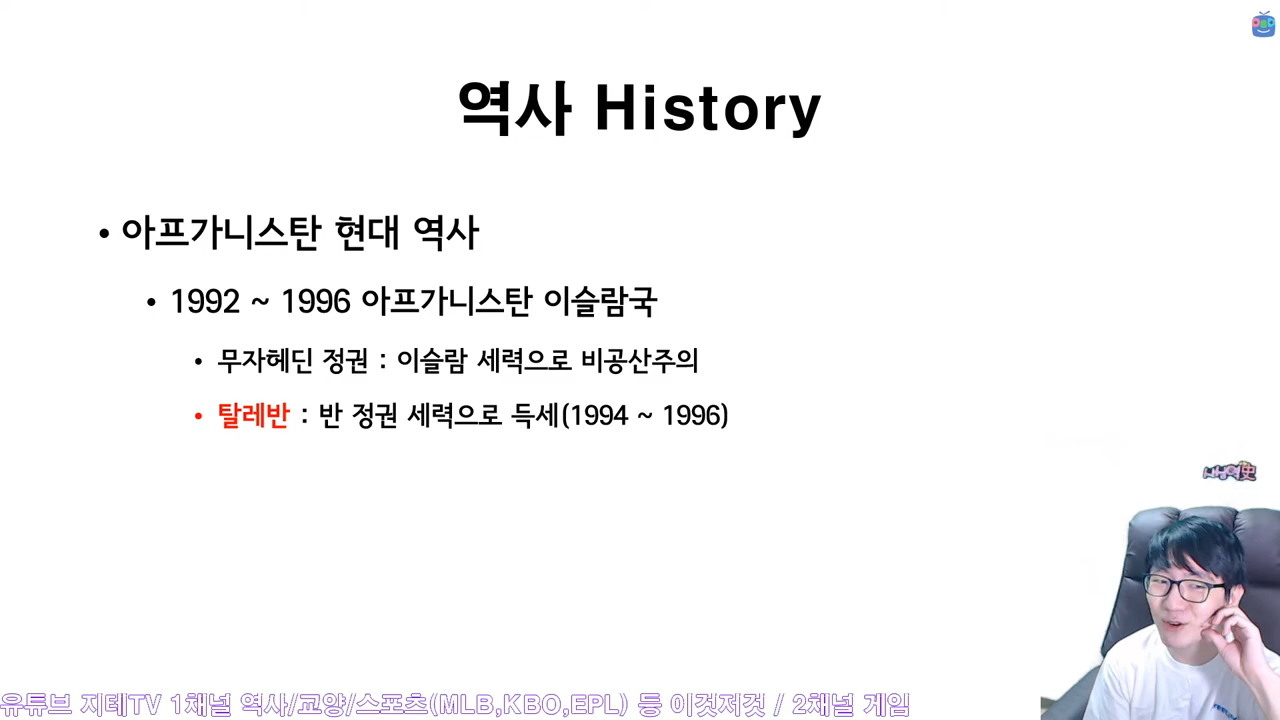 역사 History
• 아프가니스탄 현대 역사
• 1992 ~ 1996 아프가니스탄 이슬람국
• 무자헤딘 정권 : 이슬람 세력으로 비공산주의
• 탈레반 : 반 정권 세력으로 득세(1994 ~ 1996)
유튜브 지테TV 1채널 역사/교양/스포츠(MLB,KBO,EPL) 등 이것저것 / 2채널 게임